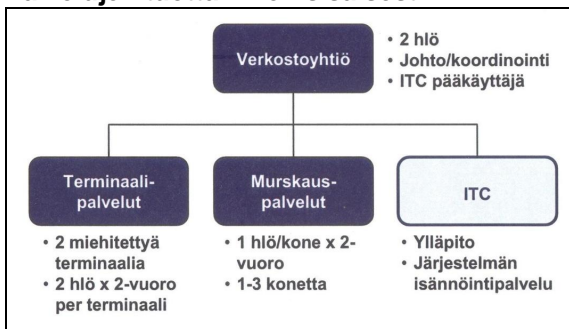 Verkostoyhtiö
• 2 hlö
• Johto/koordinointi
• ITC pääkäyttäjä
Terminaali-
palvelut
• 2 miehitettyä
terminaalia
• 2 hlö x 2-vuoro
per terminaali
Murskaus-
palvelut
• 1 hlö/kone x 2-
vuoro
• 1-3 konetta
ITC
• Ylläpito
• Järjestelmän
isännöintipalvelu